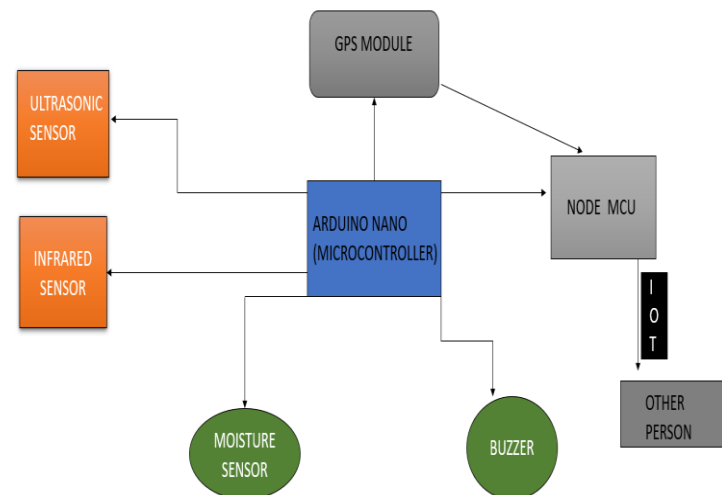 GPS MODULE
ULTRASONIC
SENSOR
ARDUINO NANO
(MICROCONTROLLER)
NODE MCU
INFRARED
SENSOR
I
O
T
OTHER
PERSON
MOISTURE
SENSOR
BUZZER